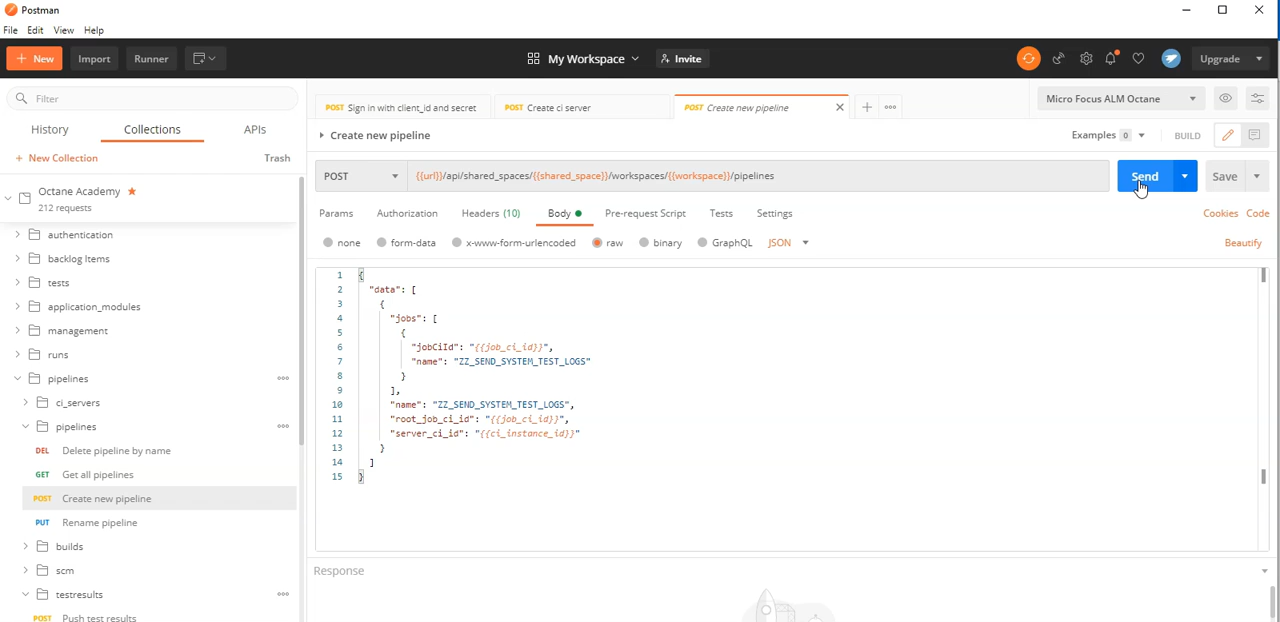 Postman
File Edit View Help
+ New Import Runner My Workspace Invite Upgrade
Filter
History Collections APIs
+ New Collection Trash
Octane Academy
212 requests
authentication
backlog Items
tests
application_modules
management
runs
pipelines
ci_servers
pipelines
DEL Delete pipeline by name
GET Get all pipelines
POST Create new pipeline
PUT Rename pipeline
builds
scm
testresults
POST Push test results
POST Sign in with client_id and secret POST Create ci server POST Create new pipeline + Micro Focus ALM Octane
Create new pipeline Examples 0 BUILD
POST {{url}}/api/shared_spaces/{{shared_space}}/workspaces/{{workspace}}/pipelines Send Save
Params Authorization Headers (10) Body Pre-request Script Tests Settings Cookies Code
none form-data x-www-form-urlencoded raw binary GraphQL JSON Beautify
1 {
2 "data": [
3 {
4 "jobs": [
5 {
6 "jobCiId": "{{job_ci_id}}",
7 "name": "ZZ_SEND_SYSTEM_TEST_LOGS"
8 }
9 ],
10 "name": "ZZ_SEND_SYSTEM_TEST_LOGS",
11 "root_job_ci_id": "{{job_ci_id}}",
12 "server_ci_id": "{{ci_instance_id}}"
13 }
14 ]
15 }
Response